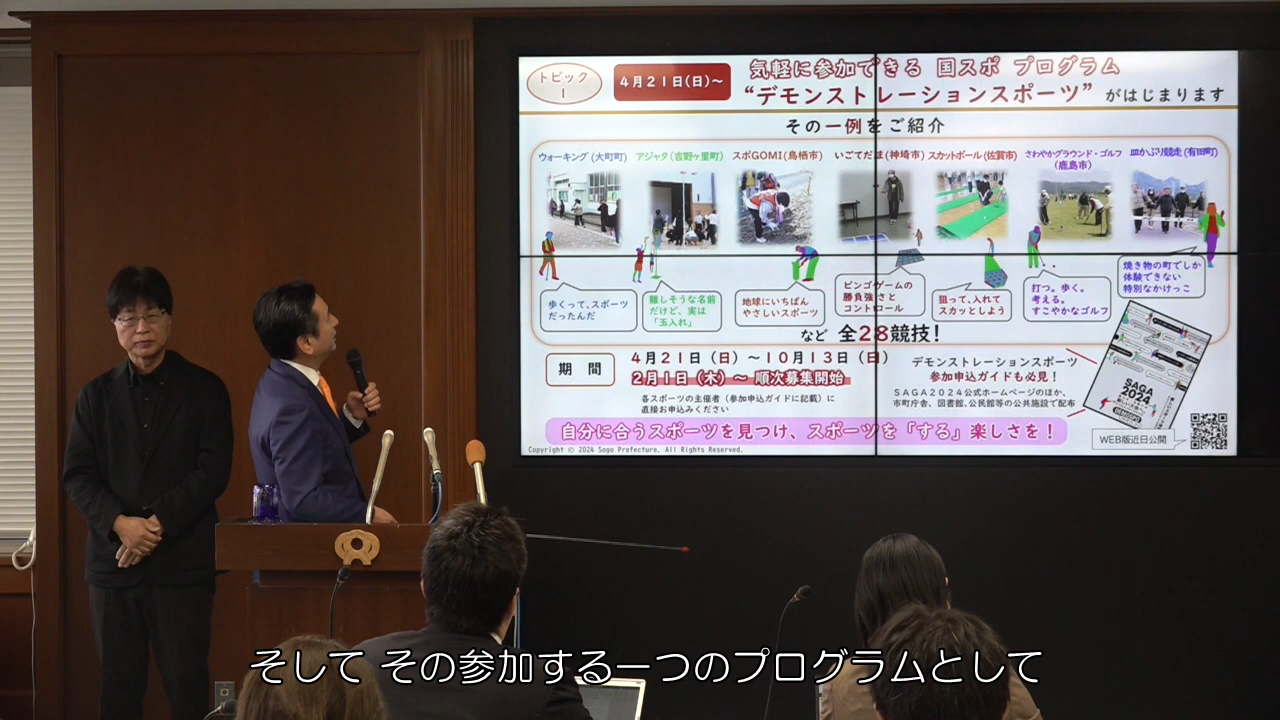 トピック
1
4月21日(日)~
気軽に参加できる 国スポ プログラム
“デモンストレーションスポーツ” がはじまります
その一例をご紹介
ウォーキング (大町町)
アジャタ (吉野ヶ里町)
スポGOMI (鳥栖市)
いごてだま (神埼市)
スカットボール (佐賀市)
さわやかグラウンド・ゴルフ
(鹿島市)
皿かぶり競走 (有田町)
歩くって、スポーツ
だったんだ
難しそうな名前
だけど、実は
「玉入れ」
地球にいちばん
やさしいスポーツ
ビンゴゲームの
勝負強さと
コントロール
狙って、入れて
スカッとしよう
打つ。歩く。
考える。
すこやかなゴルフ
焼き物の町でしか
体験できない
特別なかけっこ
など 全28競技!
期 間
4月21日(日)~10月13日(日)
2月1日(木)~ 順次募集開始
各スポーツの主催者(参加申込ガイドに記載)に
直接お申込みください
デモンストレーションスポーツ
参加申込ガイドも必見!
SAGA2024公式ホームページのほか、
市町庁舎、図書館、公民館等の公共施設で配布
SAGA
2024
WEB版近日公開
自分に合うスポーツを見つけ、スポーツを「する」楽しさを!
Copyright © 2024 Saga Prefecture. All Rights Reserved.
そして その参加する一つのプログラムとして